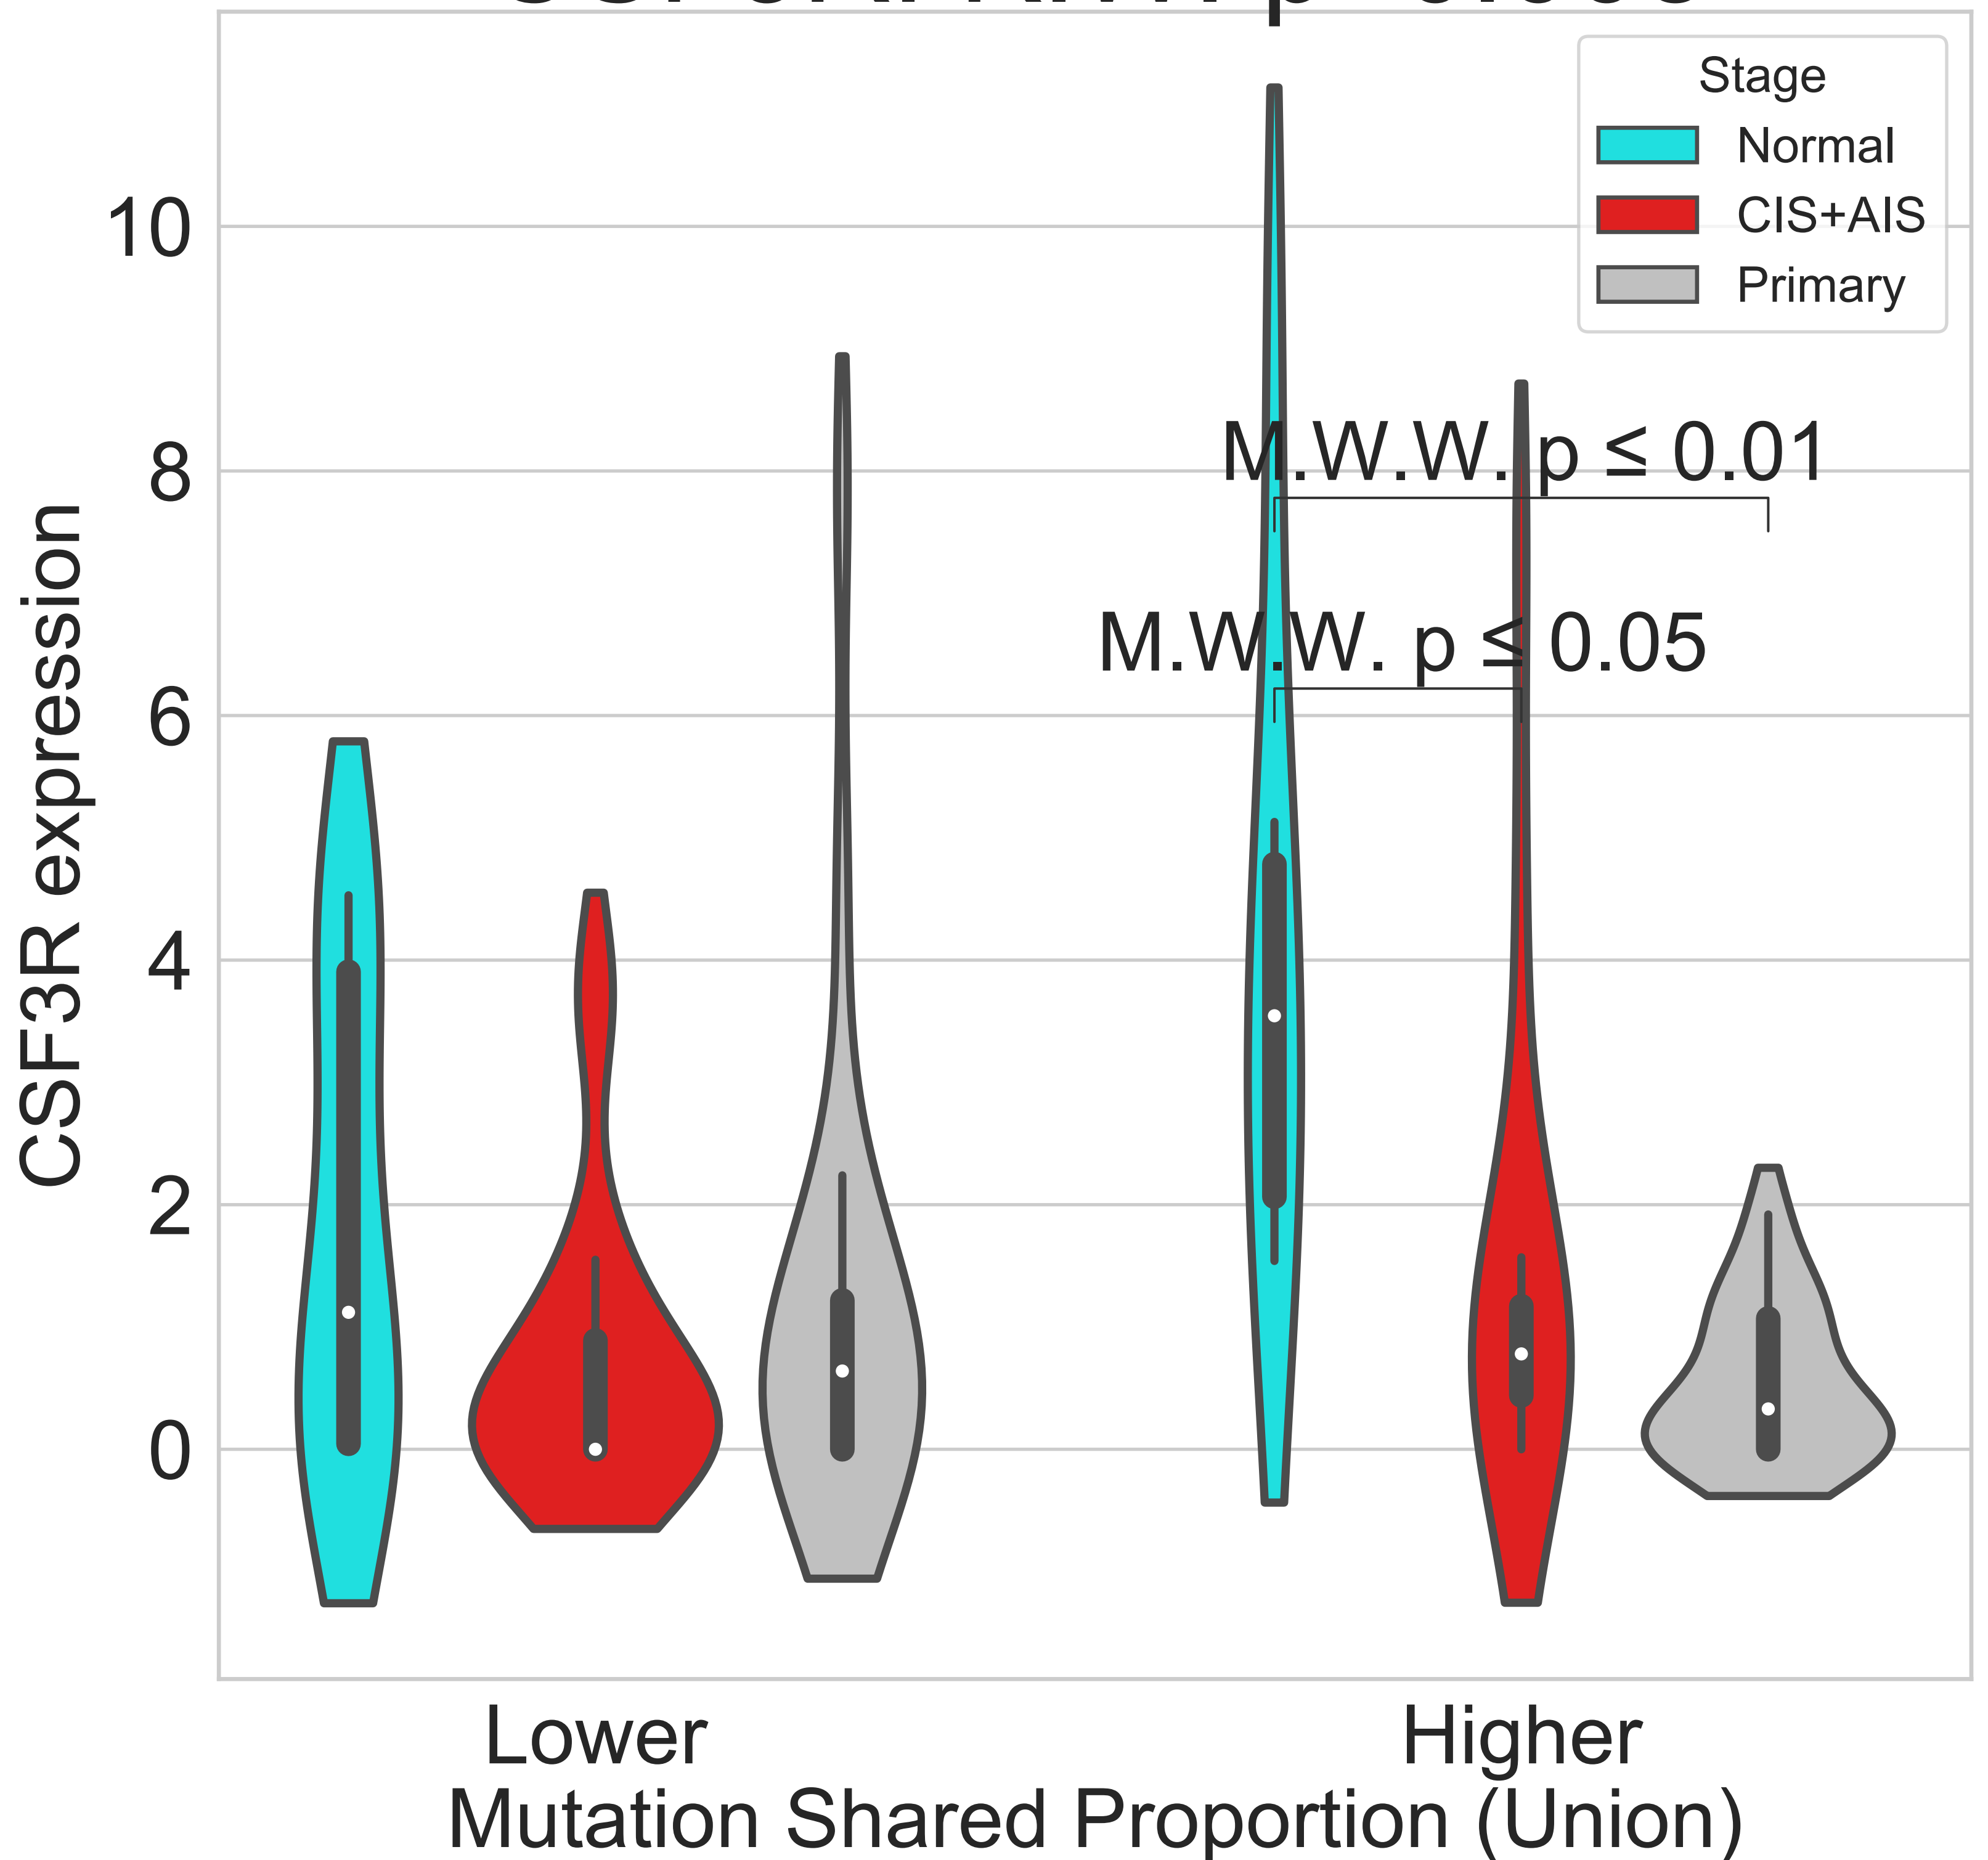 Stage
Normal
CIS+AIS
Primary
10
8
6
4
2
0
CSF3R expression
M.W.W. p ≤ 0.01
M.W.W. p ≤ 0.05
Lower
Higher
Mutation Shared Proportion (Union)